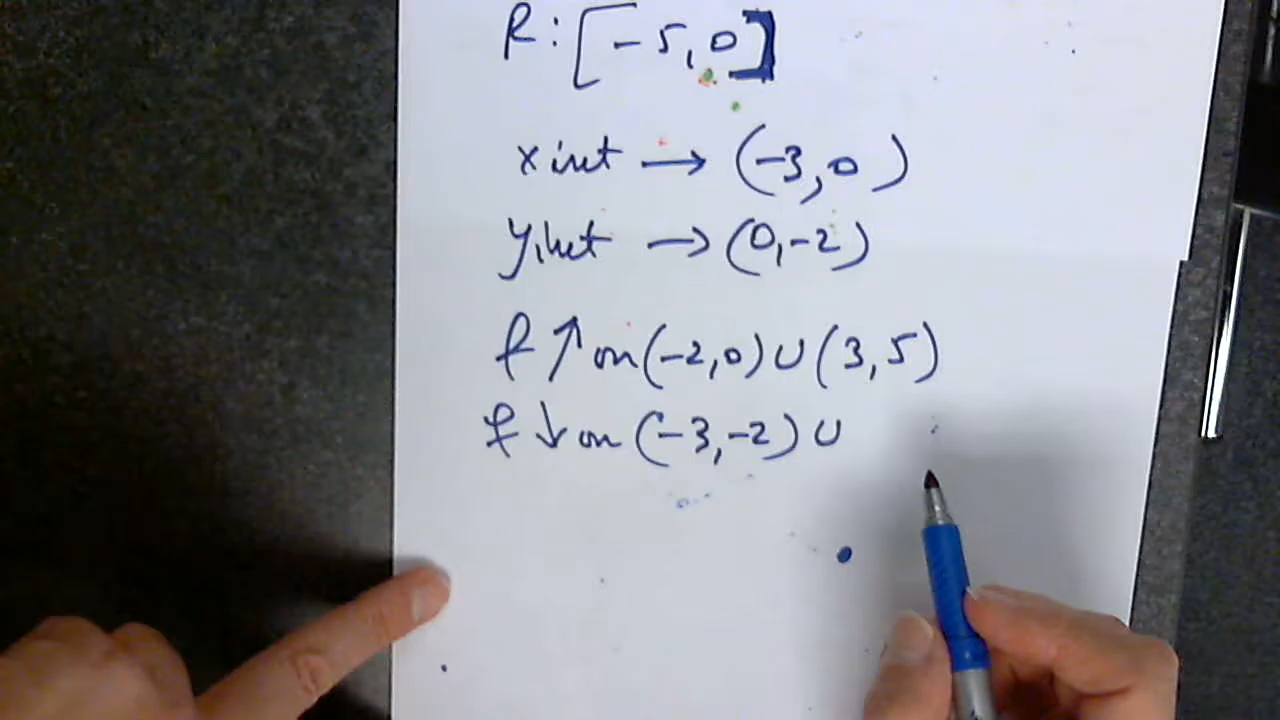 R: [-5,0]
x int → (-3,0)
y int → (0,-2)
f ↑ on (-2,0) ∪ (3,5)
f ↓ on (-3,-2) ∪